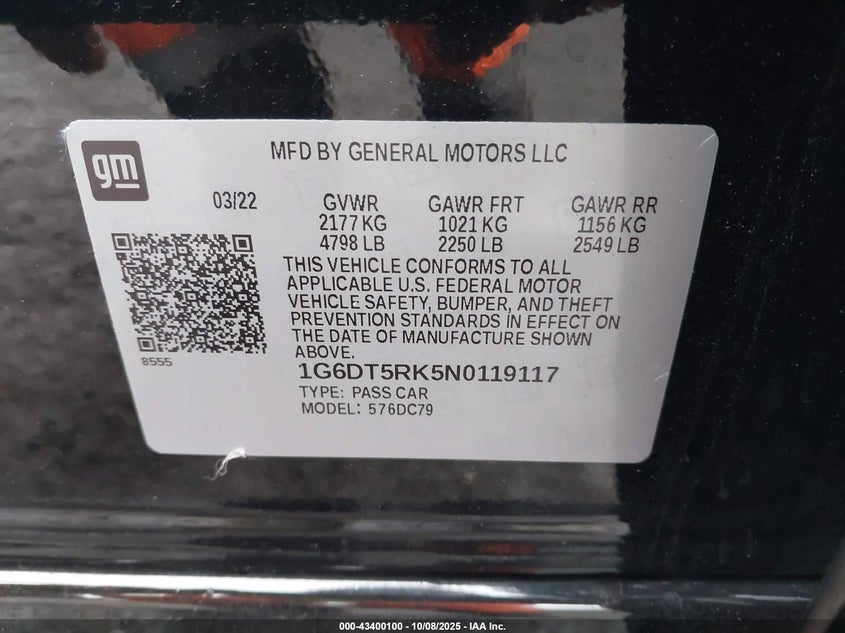 gm
MFD BY GENERAL MOTORS LLC
03/22
GVWR
2177 KG
4798 LB
GAWR FRT
1021 KG
2250 LB
GAWR RR
1156 KG
2549 LB
THIS VEHICLE CONFORMS TO ALL
APPLICABLE U.S. FEDERAL MOTOR
VEHICLE SAFETY, BUMPER, AND THEFT
PREVENTION STANDARDS IN EFFECT ON
THE DATE OF MANUFACTURE SHOWN
ABOVE.
8555
1G6DT5RK5N0119117
TYPE: PASS CAR
MODEL: 576DC79
000-43400100 - 10/08/2025 - IAA Inc.